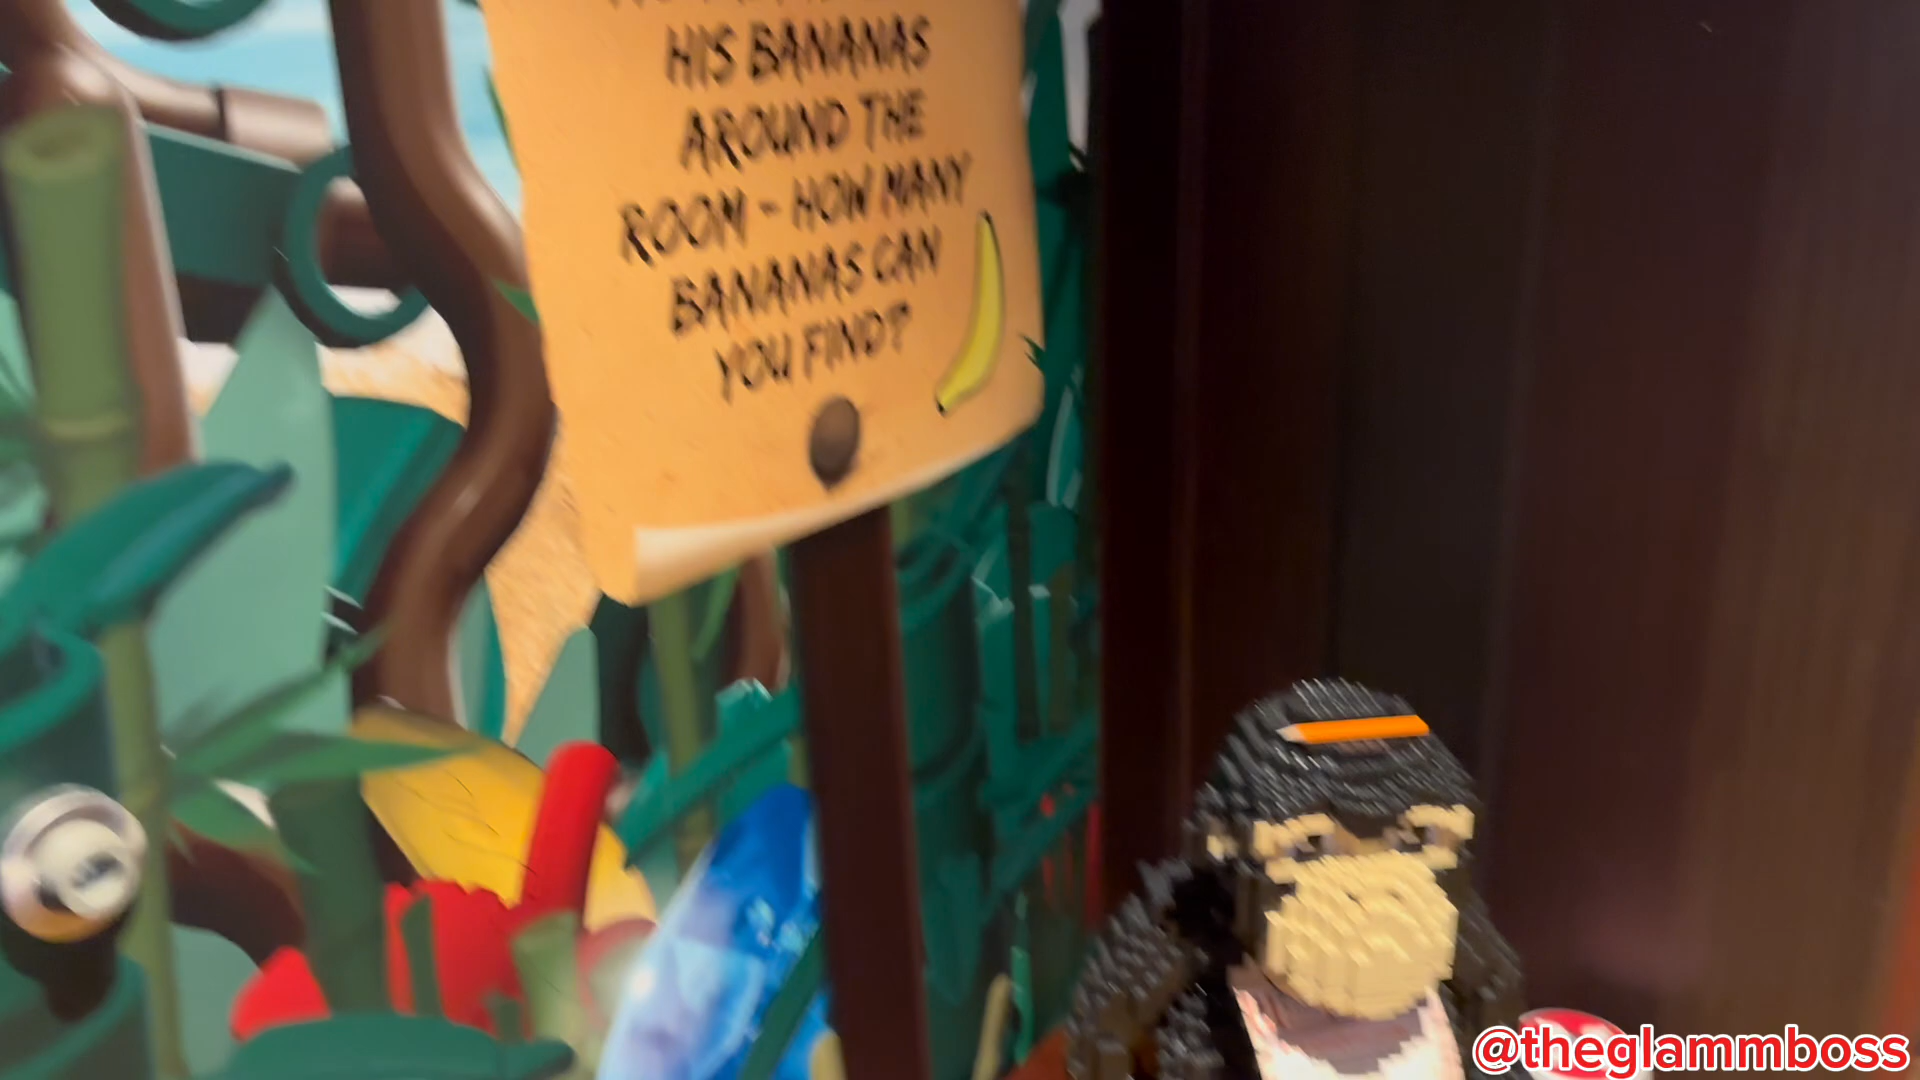 HIS BANANAS
AROUND THE
ROOM - HOW MANY
BANANAS CAN
YOU FIND?
@theglammboss